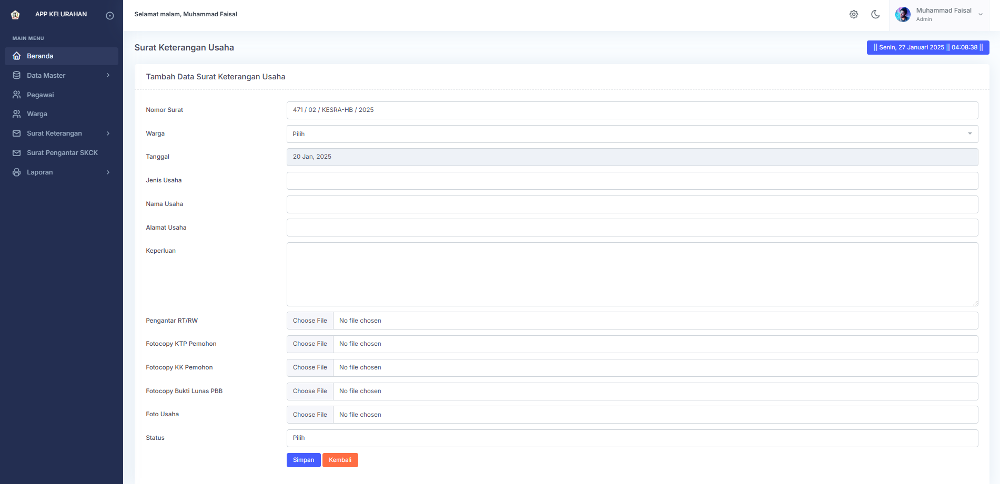 APP KELURAHAN
Selamat malam, Muhammad Faisal
Muhammad Faisal
Admin
MAIN MENU
Beranda
Data Master
Pegawai
Warga
Surat Keterangan
Surat Pengantar SKCK
Laporan
Surat Keterangan Usaha
|| Senin, 27 Januari 2025 || 04:08:38 ||
Tambah Data Surat Keterangan Usaha
Nomor Surat
471 / 02 / KESRA-HB / 2025
Warga
Pilih
Tanggal
20 Jan, 2025
Jenis Usaha
Nama Usaha
Alamat Usaha
Keperluan
Pengantar RT/RW
Choose File No file chosen
Fotocopy KTP Pemohon
Choose File No file chosen
Fotocopy KK Pemohon
Choose File No file chosen
Fotocopy Bukti Lunas PBB
Choose File No file chosen
Foto Usaha
Choose File No file chosen
Status
Pilih
Simpan
Kembali